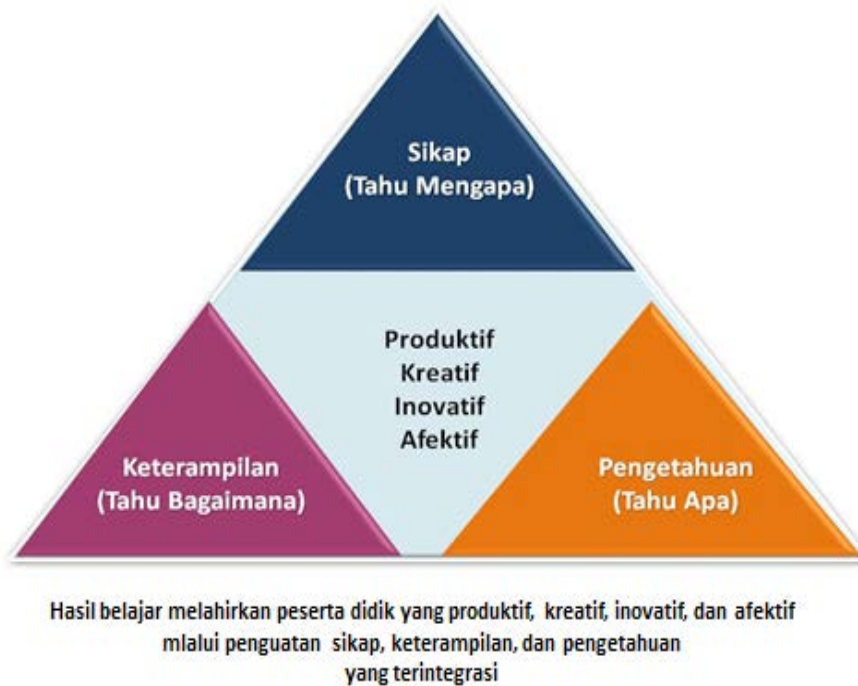 Sikap
(Tahu Mengapa)
Produktif
Kreatif
Inovatif
Afektif
Keterampilan
(Tahu Bagaimana)
Pengetahuan
(Tahu Apa)
Hasil belajar melahirkan peserta didik yang produktif, kreatif, inovatif, dan afektif
mlalui penguatan sikap, keterampilan, dan pengetahuan
yang terintegrasi